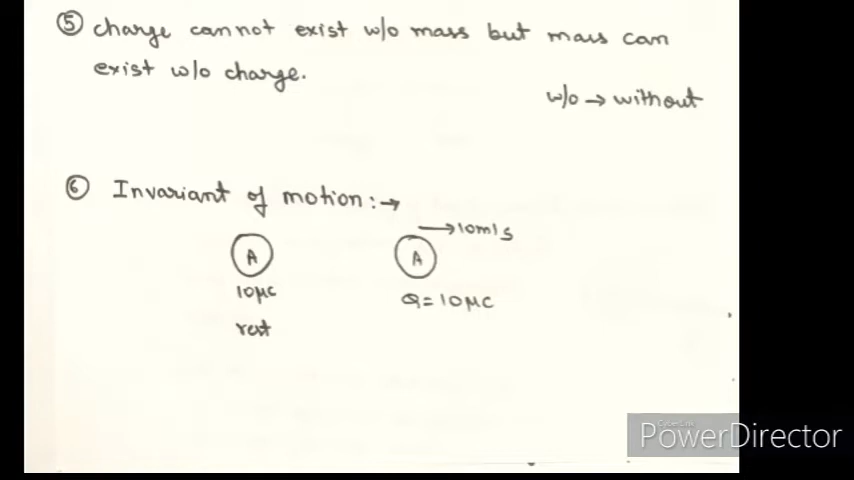 ⑤ charge cannot exist w/o mass but mass can
exist w/o charge.
w/o → without
⑥ Invariant of motion :→
→10m/s
A A
10μc Q = 10μc
rest
CyberLink
PowerDirector